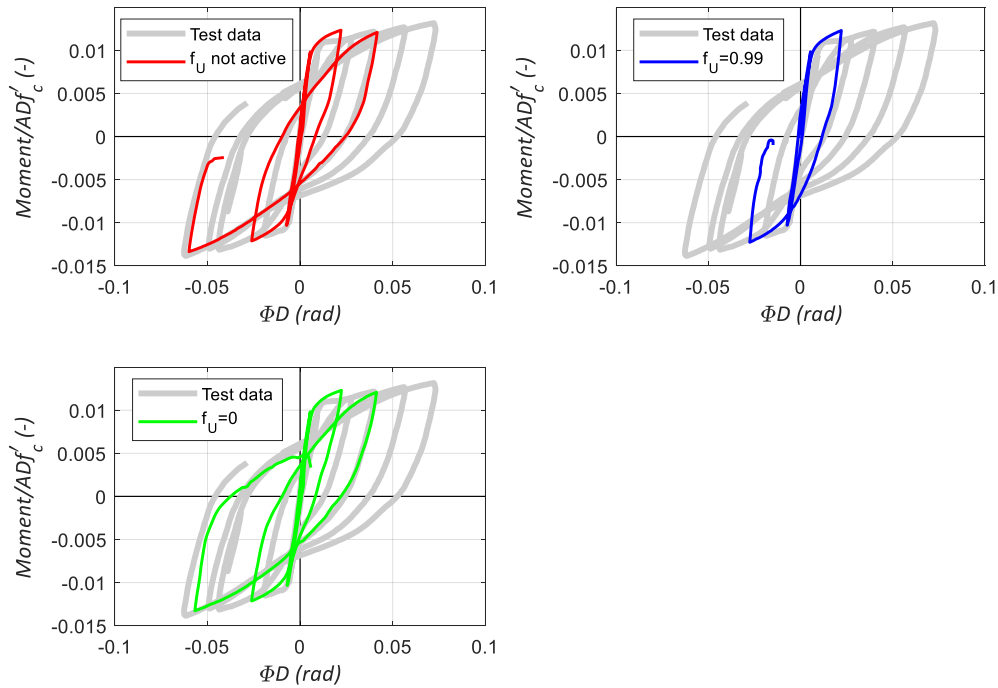 Test data
f_U not active
0.01
0.005
0
-0.005
-0.01
-0.015
-0.1
-0.05
0
0.05
0.1
Moment/ADf′_c (-)
ΦD (rad)
Test data
f_U=0.99
0.01
0.005
0
-0.005
-0.01
-0.015
-0.1
-0.05
0
0.05
0.1
Moment/ADf′_c (-)
ΦD (rad)
Test data
f_U=0
0.01
0.005
0
-0.005
-0.01
-0.015
-0.1
-0.05
0
0.05
0.1
Moment/ADf′_c (-)
ΦD (rad)